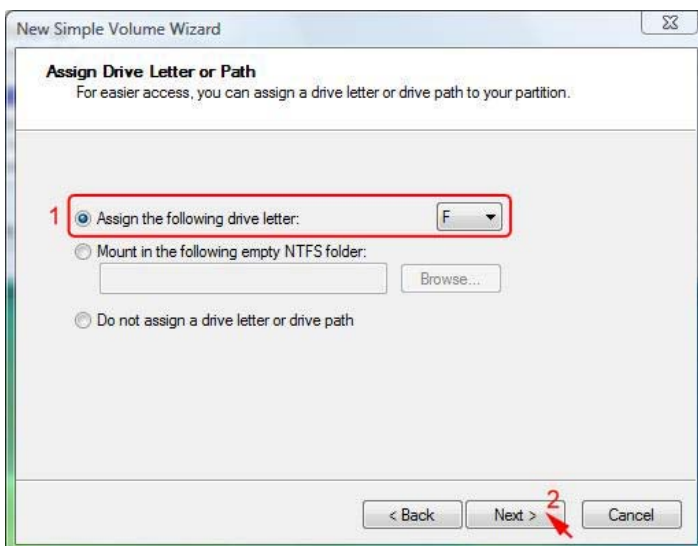 New Simple Volume Wizard
Assign Drive Letter or Path
For easier access, you can assign a drive letter or drive path to your partition.
1 Assign the following drive letter: F
Mount in the following empty NTFS folder:
Browse...
Do not assign a drive letter or drive path
2
< Back Next > Cancel